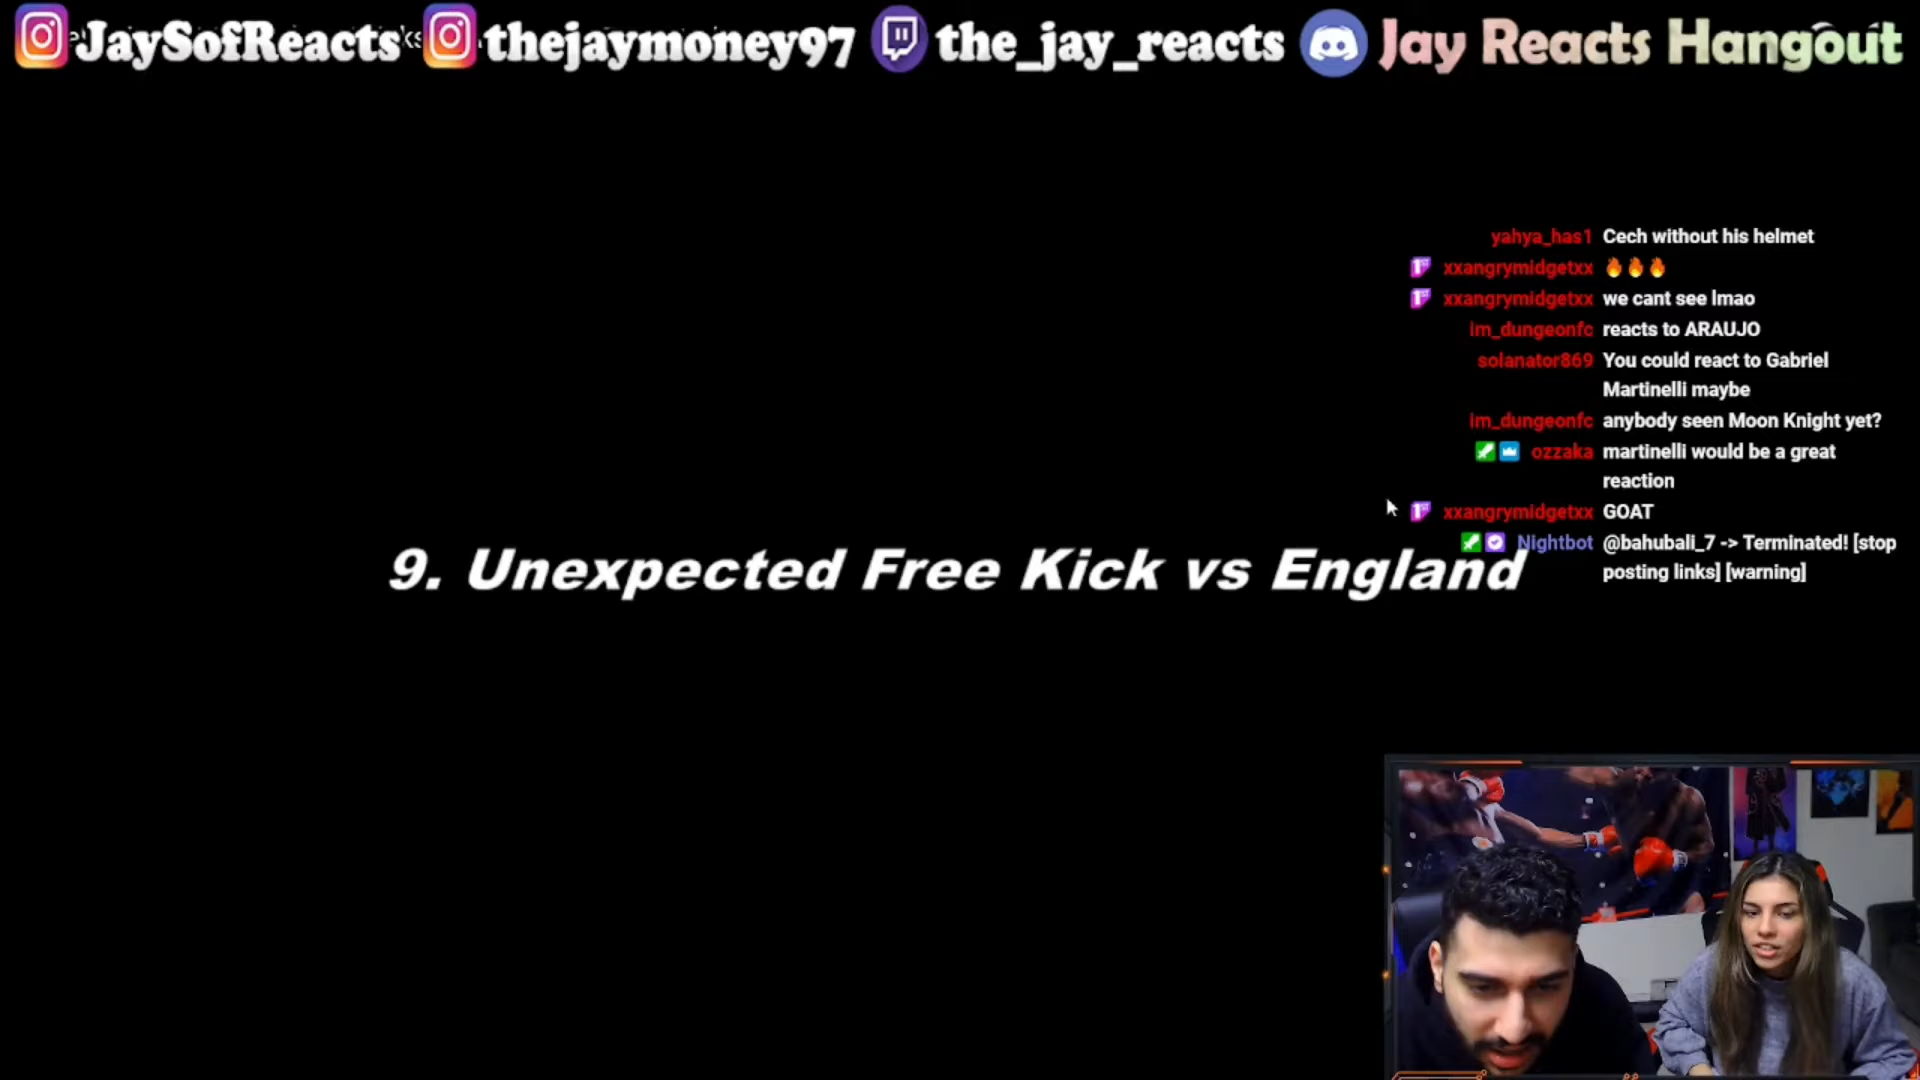 JaySofReacts thejaymoney97 the_jay_reacts Jay Reacts Hangout
yahya_has1 Cech without his helmet
xxangrymidgetxx 🔥🔥🔥
xxangrymidgetxx we cant see lmao
im_dungeonfc reacts to ARAUJO
solanator869 You could react to Gabriel
Martinelli maybe
im_dungeonfc anybody seen Moon Knight yet?
ozzaka martinelli would be a great
reaction
xxangrymidgetxx GOAT
Nightbot @bahubali_7 -> Terminated! [stop
posting links] [warning]
9. Unexpected Free Kick vs England